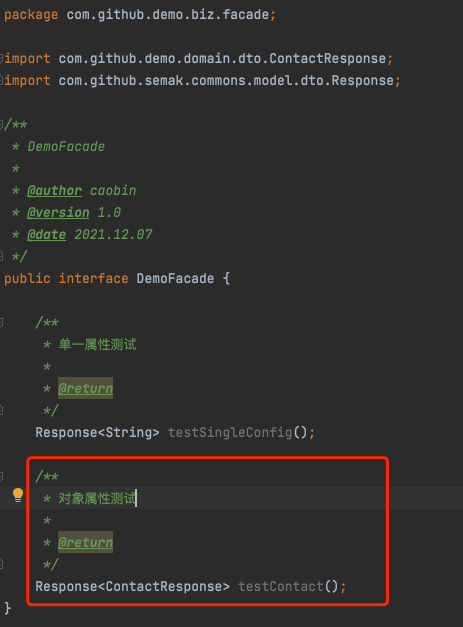 package com.github.demo.biz.facade;
import com.github.demo.domain.dto.ContactResponse;
import com.github.semak.commons.model.dto.Response;
/**
 * DemoFacade
 *
 * @author caobin
 * @version 1.0
 * @date 2021.12.07
 */
public interface DemoFacade {
    /**
     * 单一属性测试
     *
     * @return
     */
    Response<String> testSingleConfig();
    /**
     * 对象属性测试
     *
     * @return
     */
    Response<ContactResponse> testContact();
}